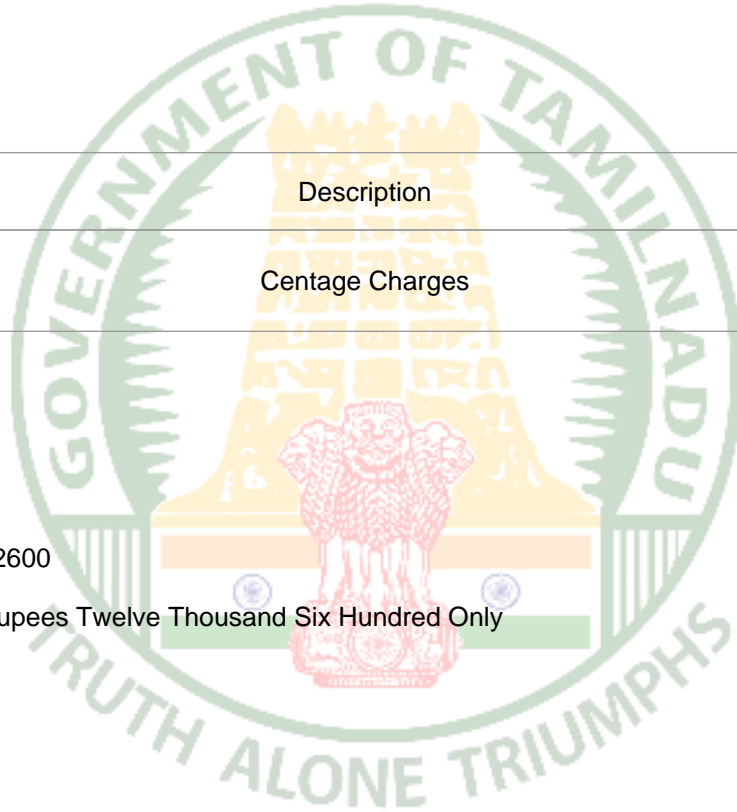 GOVERNMENT OF TAMILNADU
Description
Centage Charges
2600
upees Twelve Thousand Six Hundred Only
TRUTH ALONE TRIUMPHS